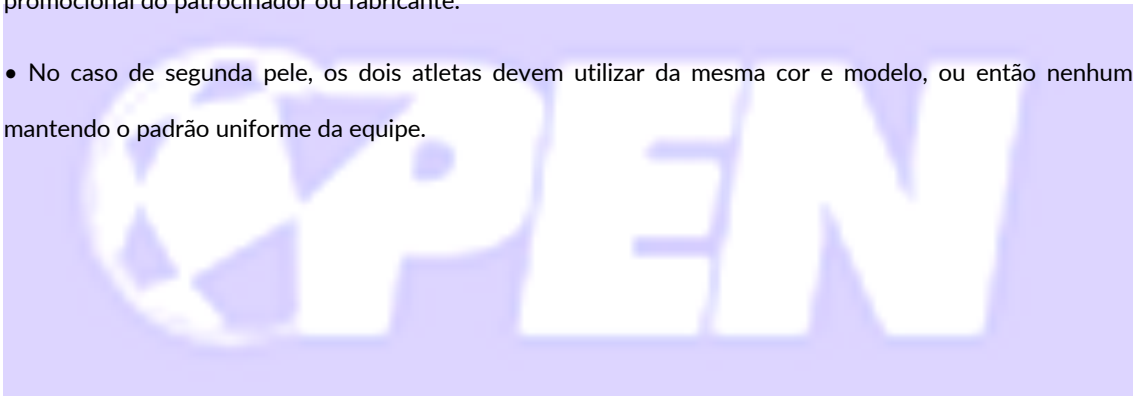 promocional do patrocinador ou fabricante.
• No caso de segunda pele, os dois atletas devem utilizar da mesma cor e modelo, ou então nenhum
mantendo o padrão uniforme da equipe.
OPEN